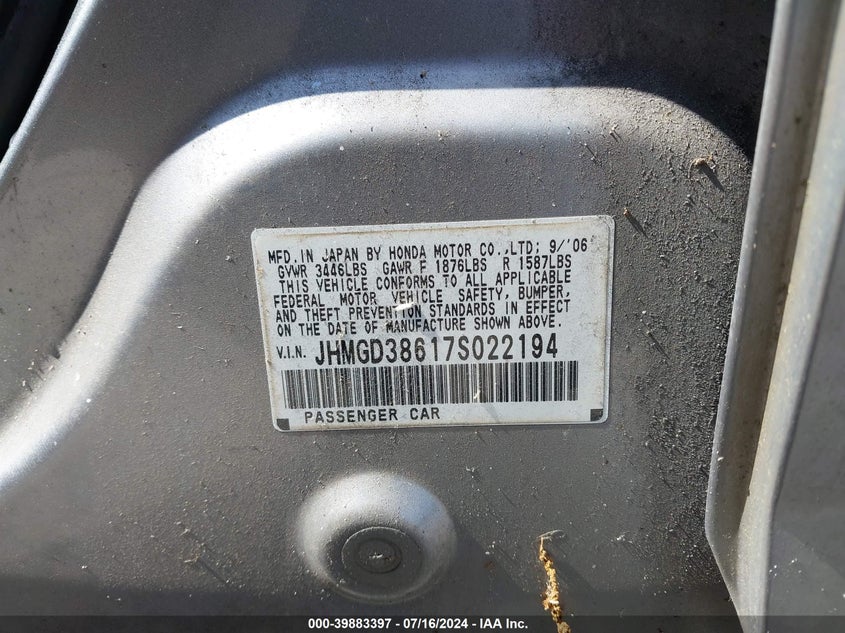 MFD. IN JAPAN BY HONDA MOTOR CO.,LTD; 9/'06
GVWR 3446LBS GAWR F 1876LBS R 1587LBS
THIS VEHICLE CONFORMS TO ALL APPLICABLE
FEDERAL MOTOR VEHICLE SAFETY, BUMPER,
AND THEFT PREVENTION STANDARDS IN EFFECT
ON THE DATE OF MANUFACTURE SHOWN ABOVE.
V.I.N. JHMGD38617S022194
PASSENGER CAR
000-39883397 - 07/16/2024 - IAA Inc.